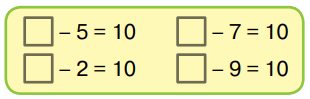 □ – 5 = 10 □ – 7 = 10
□ – 2 = 10 □ – 9 = 10